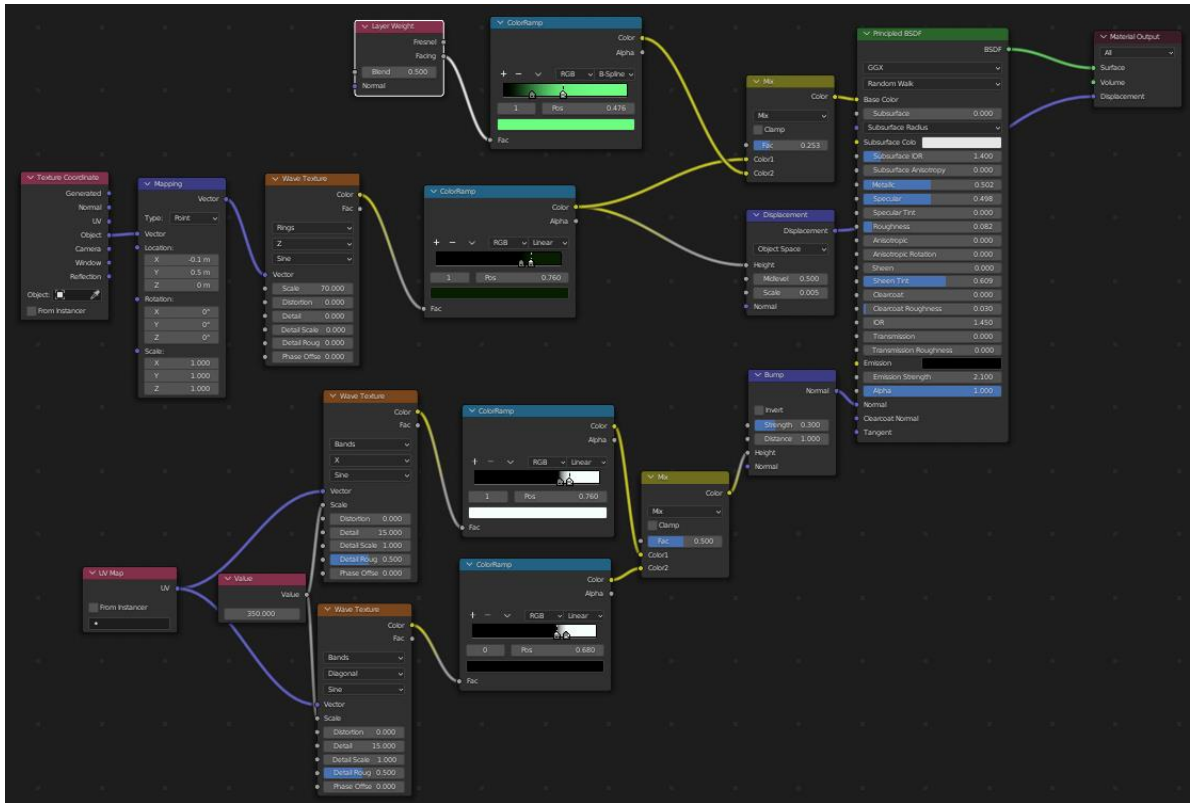 Layer Weight
Fresnel
Facing
Blend 0.500
Normal
ColorRamp
Color
Alpha
RGB B-Spline
1 Pos 0.476
Fac
Mix
Color
Mix
Clamp
Fac 0.253
Color1
Color2
Principled BSDF
BSDF
GGX
Random Walk
Base Color
Subsurface 0.000
Subsurface Radius
Subsurface Colo
Subsurface IOR 1.400
Subsurface Anisotropy 0.000
Metallic 0.502
Specular 0.498
Specular Tint 0.000
Roughness 0.082
Anisotropic 0.000
Anisotropic Rotation 0.000
Sheen 0.000
Sheen Tint 0.609
Clearcoat 0.000
Clearcoat Roughness 0.030
IOR 1.450
Transmission 0.000
Transmission Roughness 0.000
Emission
Emission Strength 2.100
Alpha 1.000
Normal
Clearcoat Normal
Tangent
Material Output
All
Surface
Volume
Displacement
Texture Coordinate
Generated
Normal
UV
Object
Camera
Window
Reflection
Object:
From Instancer
Mapping
Vector
Type: Point
Vector
Location:
X -0.1 m
Y 0.5 m
Z 0 m
Rotation:
X 0°
Y 0°
Z 0°
Scale:
X 1.000
Y 1.000
Z 1.000
Wave Texture
Color
Fac
Rings
Z
Sine
Vector
Scale 70.000
Distortion 0.000
Detail 0.000
Detail Scale 0.000
Detail Roug 0.000
Phase Offse 0.000
ColorRamp
Color
Alpha
RGB Linear
1 Pos 0.760
Fac
Displacement
Displacement
Object Space
Height
Midlevel 0.500
Scale 0.005
Normal
Bump
Normal
Invert
Strength 0.300
Distance 1.000
Height
Normal
Wave Texture
Color
Fac
Bands
X
Sine
Vector
Scale
Distortion 0.000
Detail 15.000
Detail Scale 1.000
Detail Roug 0.500
Phase Offse 0.000
ColorRamp
Color
Alpha
RGB Linear
1 Pos 0.760
Fac
Mix
Color
Mix
Clamp
Fac 0.500
Color1
Color2
UV Map
UV
From Instancer
Value
Value
350.000
Wave Texture
Color
Fac
Bands
Diagonal
Sine
Vector
Scale
Distortion 0.000
Detail 15.000
Detail Scale 1.000
Detail Roug 0.500
Phase Offse 0.000
ColorRamp
Color
Alpha
RGB Linear
0 Pos 0.680
Fac